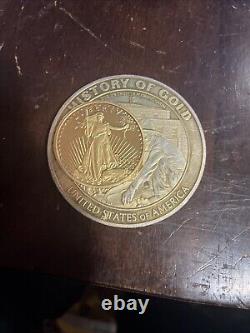 HISTORY OF GOLD
LIBERTY
UNITED STATES OF AMERICA
ebay